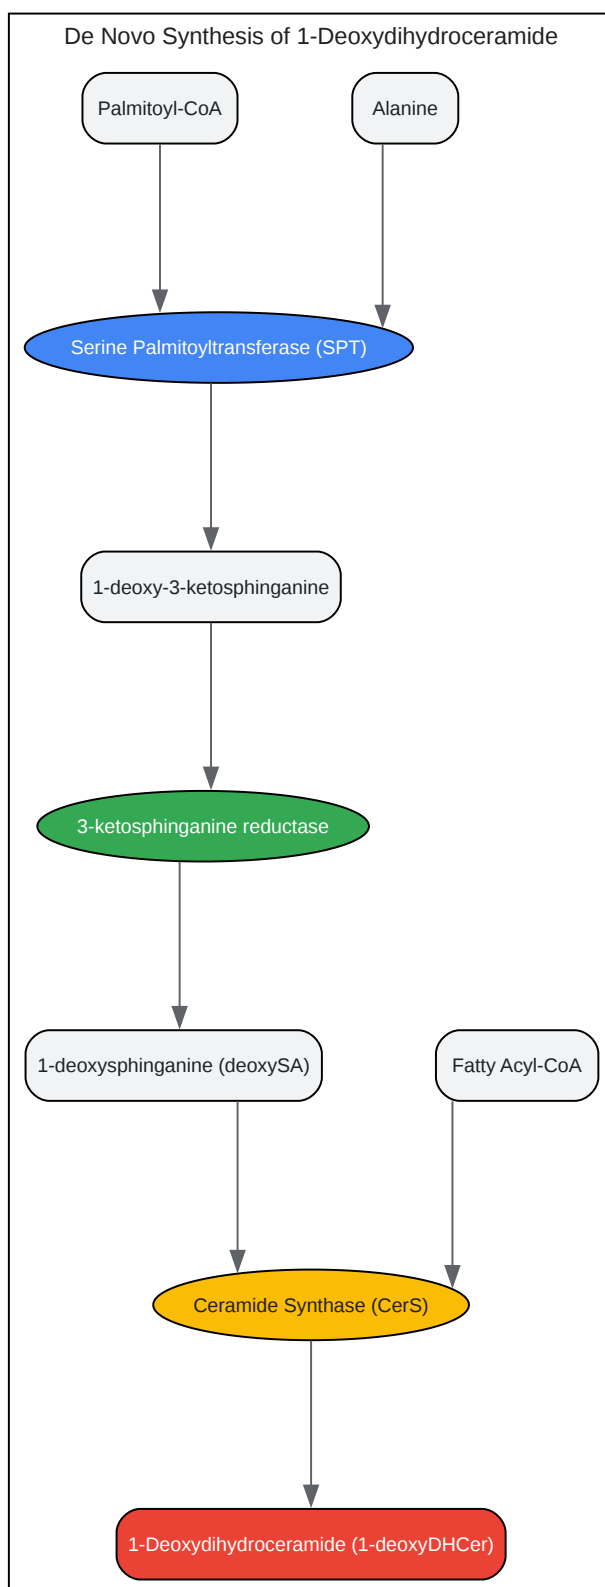 De Novo Synthesis of 1-Deoxydihydroceramide
Palmitoyl-CoA
Alanine
Serine Palmitoyltransferase (SPT)
1-deoxy-3-ketosphinganine
3-ketosphinganine reductase
1-deoxysphinganine (deoxySA)
Fatty Acyl-CoA
Ceramide Synthase (CerS)
1-Deoxydihydroceramide (1-deoxyDHCer)